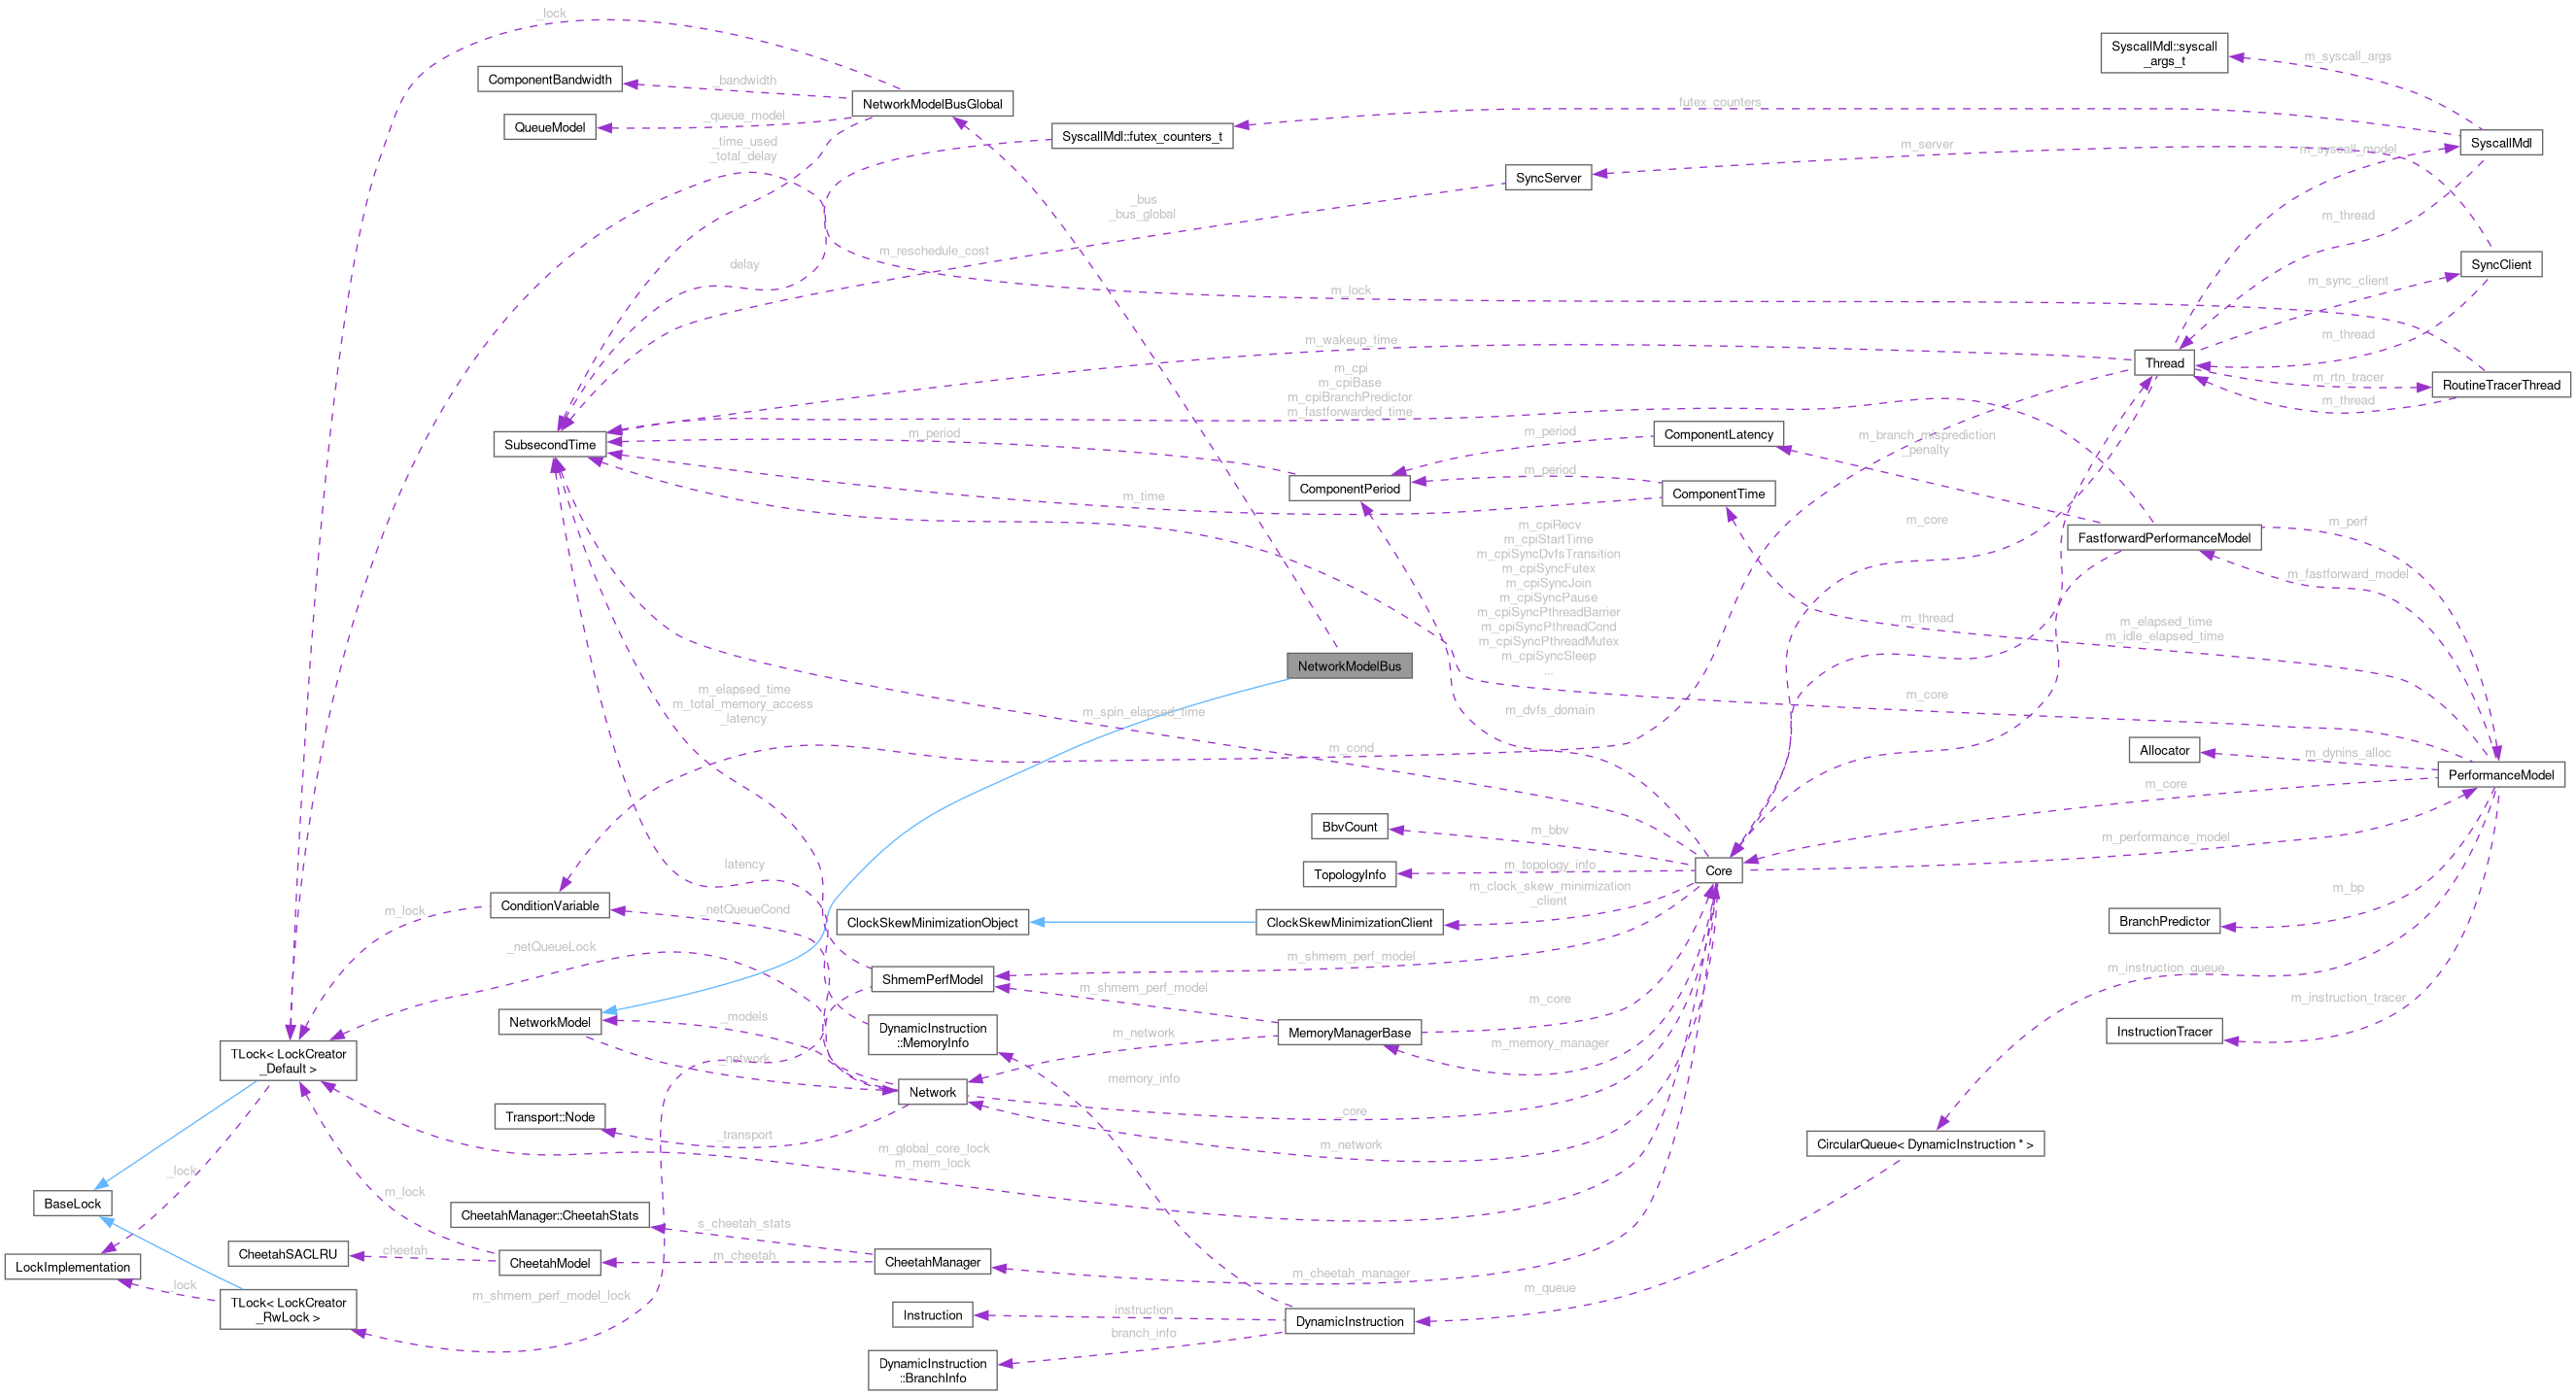 _lock
SyscallMdl::syscall
_args_t
m_syscall_args
ComponentBandwidth
_bandwidth
NetworkModelBusGlobal
futex_counters
QueueModel
_queue_model
SyscallMdl::futex_counters_t
SyscallMdl
_time_used
_total_delay
m_server
m_syscall_model
SyncServer
_bus
_bus_global
m_thread
m_reschedule_cost
delay
SyncClient
m_sync_client
m_lock
m_wakeup_time
m_thread
Thread
m_cpi
m_cpiBase
m_cpiBranchPredictor
m_fastforwarded_time
m_rtn_tracer
RoutineTracerThread
m_thread
SubsecondTime
m_period
ComponentLatency
m_period
m_branch_misprediction
_penalty
m_period
ComponentPeriod
m_time
ComponentTime
m_cpiRecv
m_cpiStartTime
m_cpiSyncDvfsTransition
m_cpiSyncFutex
m_cpiSyncJoin
m_cpiSyncPause
m_cpiSyncPthreadBarrier
m_cpiSyncPthreadCond
m_cpiSyncPthreadMutex
m_cpiSyncSleep
...
m_core
m_perf
FastforwardPerformanceModel
m_fastforward_model
m_thread
m_elapsed_time
m_idle_elapsed_time
NetworkModelBus
m_elapsed_time
m_total_memory_access
_latency
m_spin_elapsed_time
m_dvfs_domain
m_core
m_cond
Allocator
m_dynins_alloc
PerformanceModel
m_core
BbvCount
m_bbv
m_performance_model
latency
TopologyInfo
m_topology_info
Core
m_clock_skew_minimization
_client
m_bp
ConditionVariable
m_lock
_netQueueCond
ClockSkewMinimizationObject
ClockSkewMinimizationClient
BranchPredictor
_netQueueLock
m_shmem_perf_model
m_instruction_queue
ShmemPerfModel
m_shmem_perf_model
m_core
m_instruction_tracer
NetworkModel
_models
DynamicInstruction
::MemoryInfo
m_network
MemoryManagerBase
m_memory_manager
InstructionTracer
TLock< LockCreator
_Default >
_network
memory_info
Network
Transport::Node
_transport
_core
m_network
CircularQueue< DynamicInstruction * >
m_global_core_lock
m_mem_lock
_lock
m_lock
BaseLock
CheetahManager::CheetahStats
s_cheetah_stats
CheetahSACLRU
cheetah
CheetahModel
m_cheetah
CheetahManager
LockImplementation
_lock
m_cheetah_manager
m_queue
TLock< LockCreator
_RwLock >
m_shmem_perf_model_lock
Instruction
instruction
DynamicInstruction
branch_info
DynamicInstruction
::BranchInfo